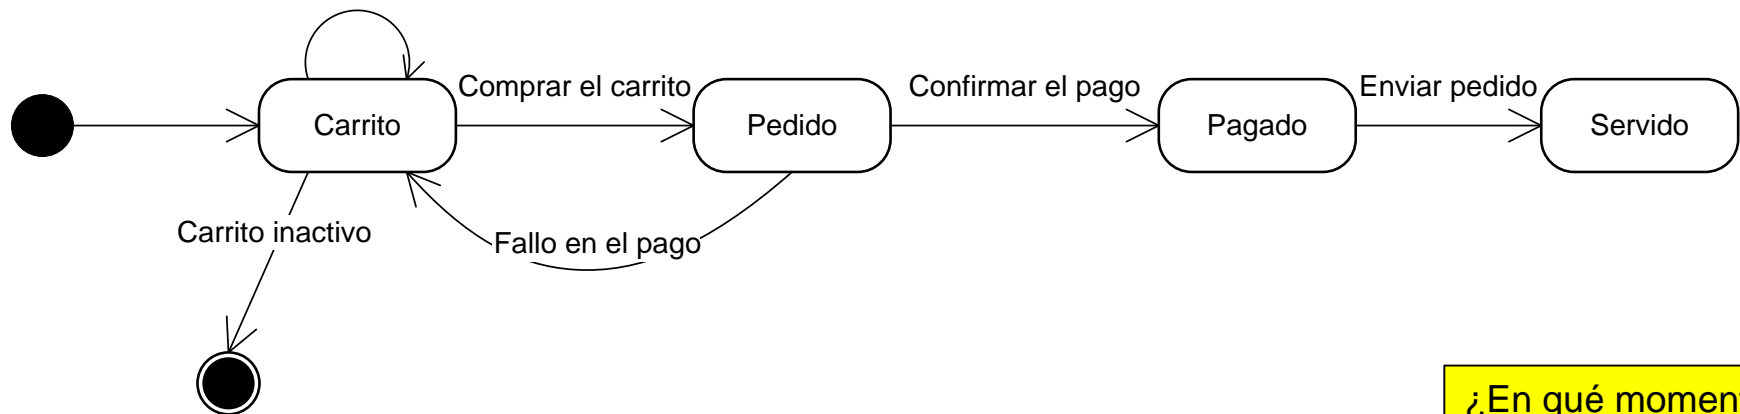 Comprar el carrito
Confirmar el pago
Enviar pedido
Carrito
Pedido
Pagado
Servido
Carrito inactivo
Fallo en el pago
¿En qué